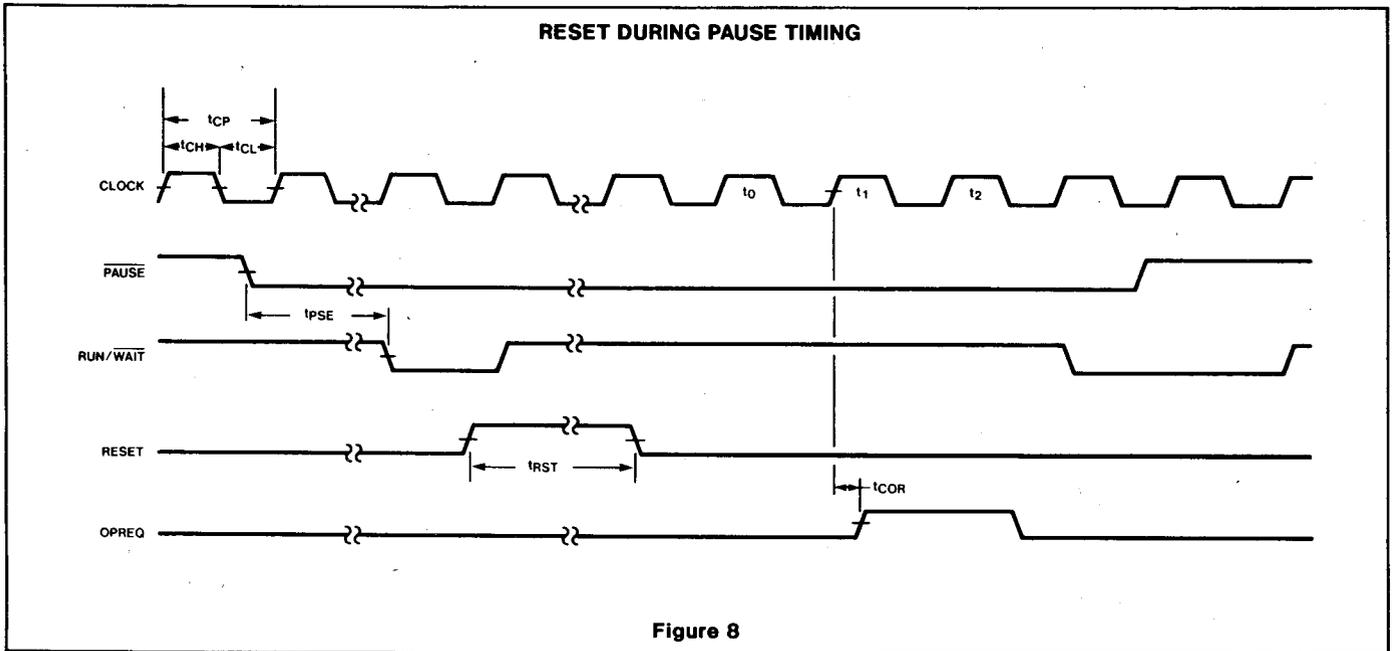 RESET DURING PAUSE TIMING
tCP
tCH
tCL
CLOCK
t0
t1
t2
PAUSE
tPSE
RUN/WAIT
RESET
tRST
tCOR
OPREQ
Figure 8